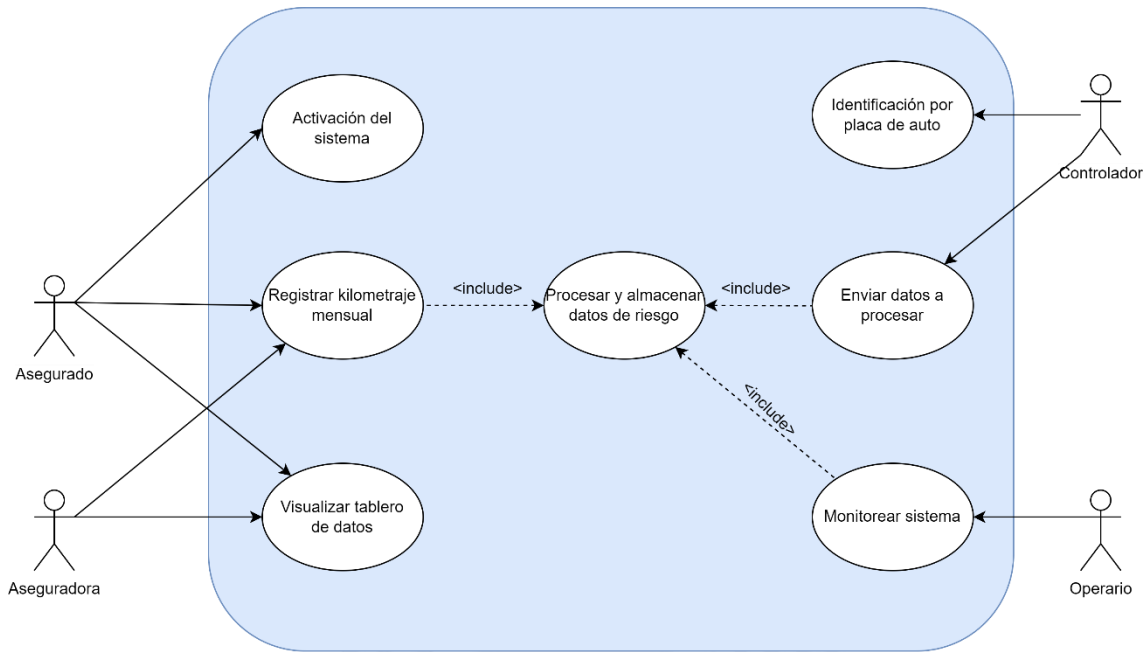 Activación del
sistema
Identificación por
placa de auto
Controlador
Registrar kilometraje
mensual
<include>
Procesar y almacenar
datos de riesgo
<include>
Enviar datos a
procesar
Asegurado
<include>
Visualizar tablero
de datos
Monitorear sistema
Aseguradora
Operario